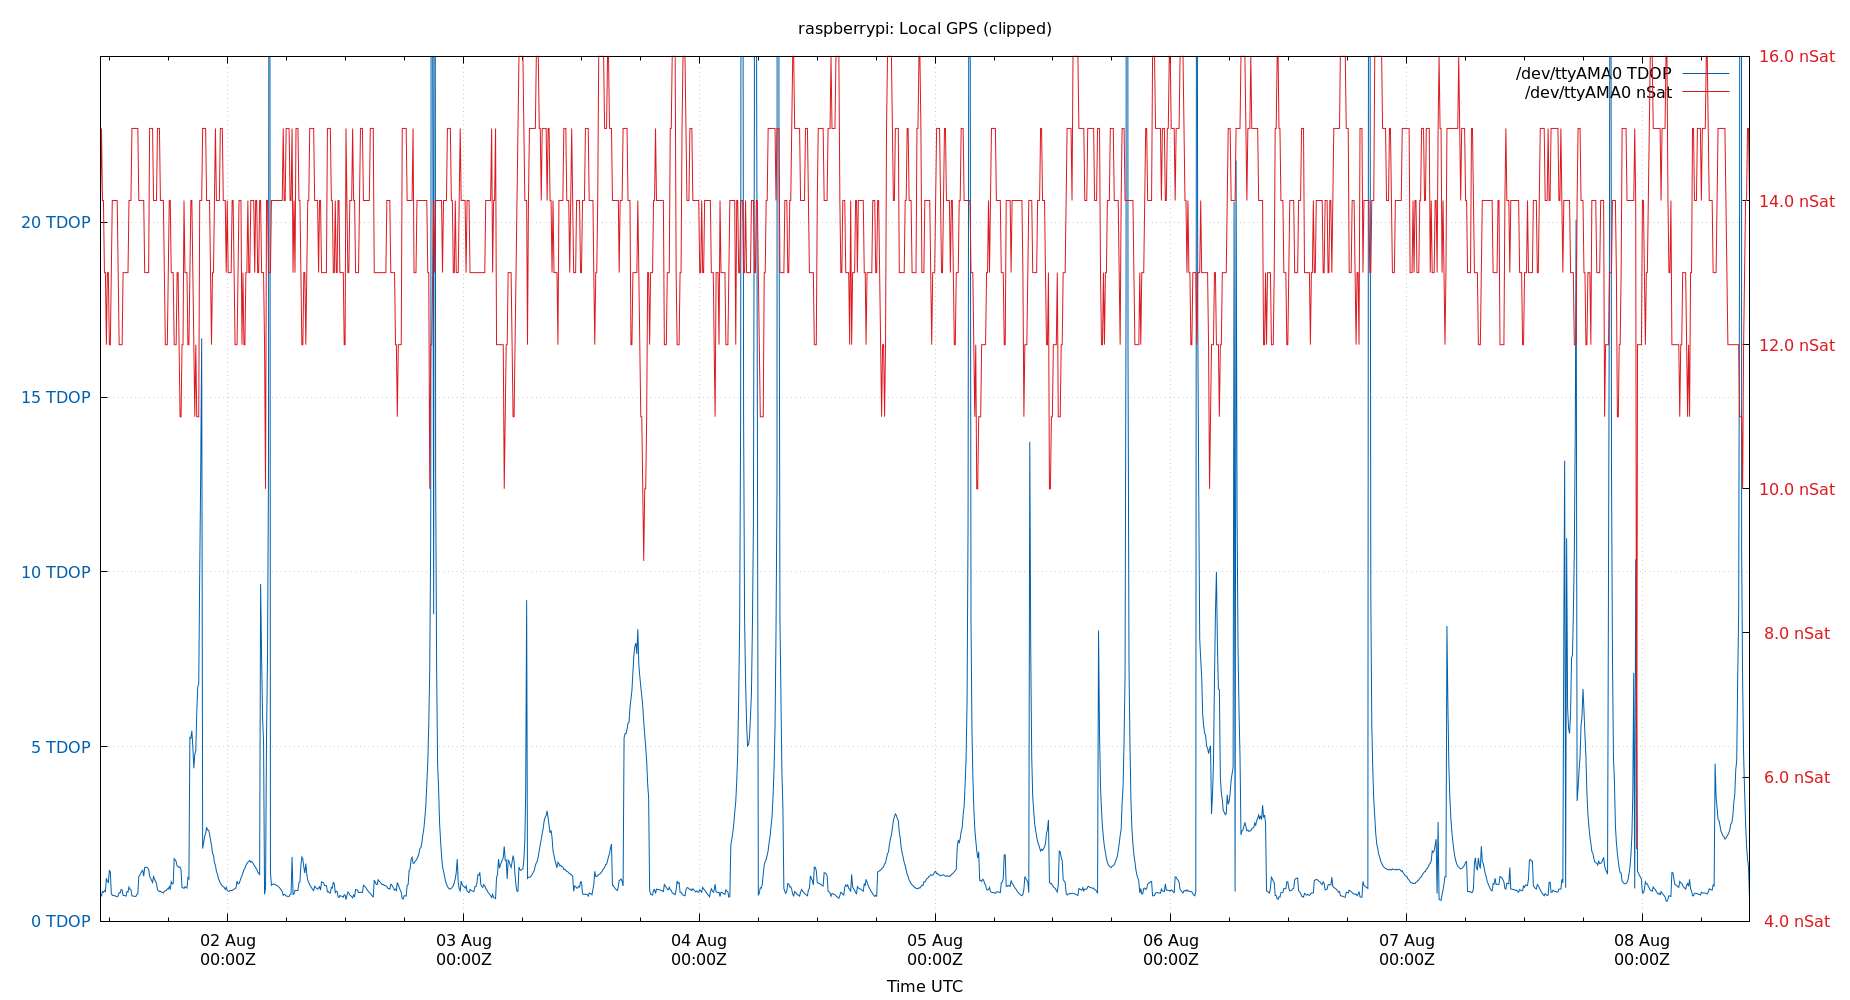 raspberrypi: Local GPS (clipped)
/dev/ttyAMA0 TDOP
/dev/ttyAMA0 nSat
20 TDOP
15 TDOP
10 TDOP
5 TDOP
0 TDOP
16.0 nSat
14.0 nSat
12.0 nSat
10.0 nSat
8.0 nSat
6.0 nSat
4.0 nSat
02 Aug
00:00Z
03 Aug
00:00Z
04 Aug
00:00Z
05 Aug
00:00Z
06 Aug
00:00Z
07 Aug
00:00Z
08 Aug
00:00Z
Time UTC